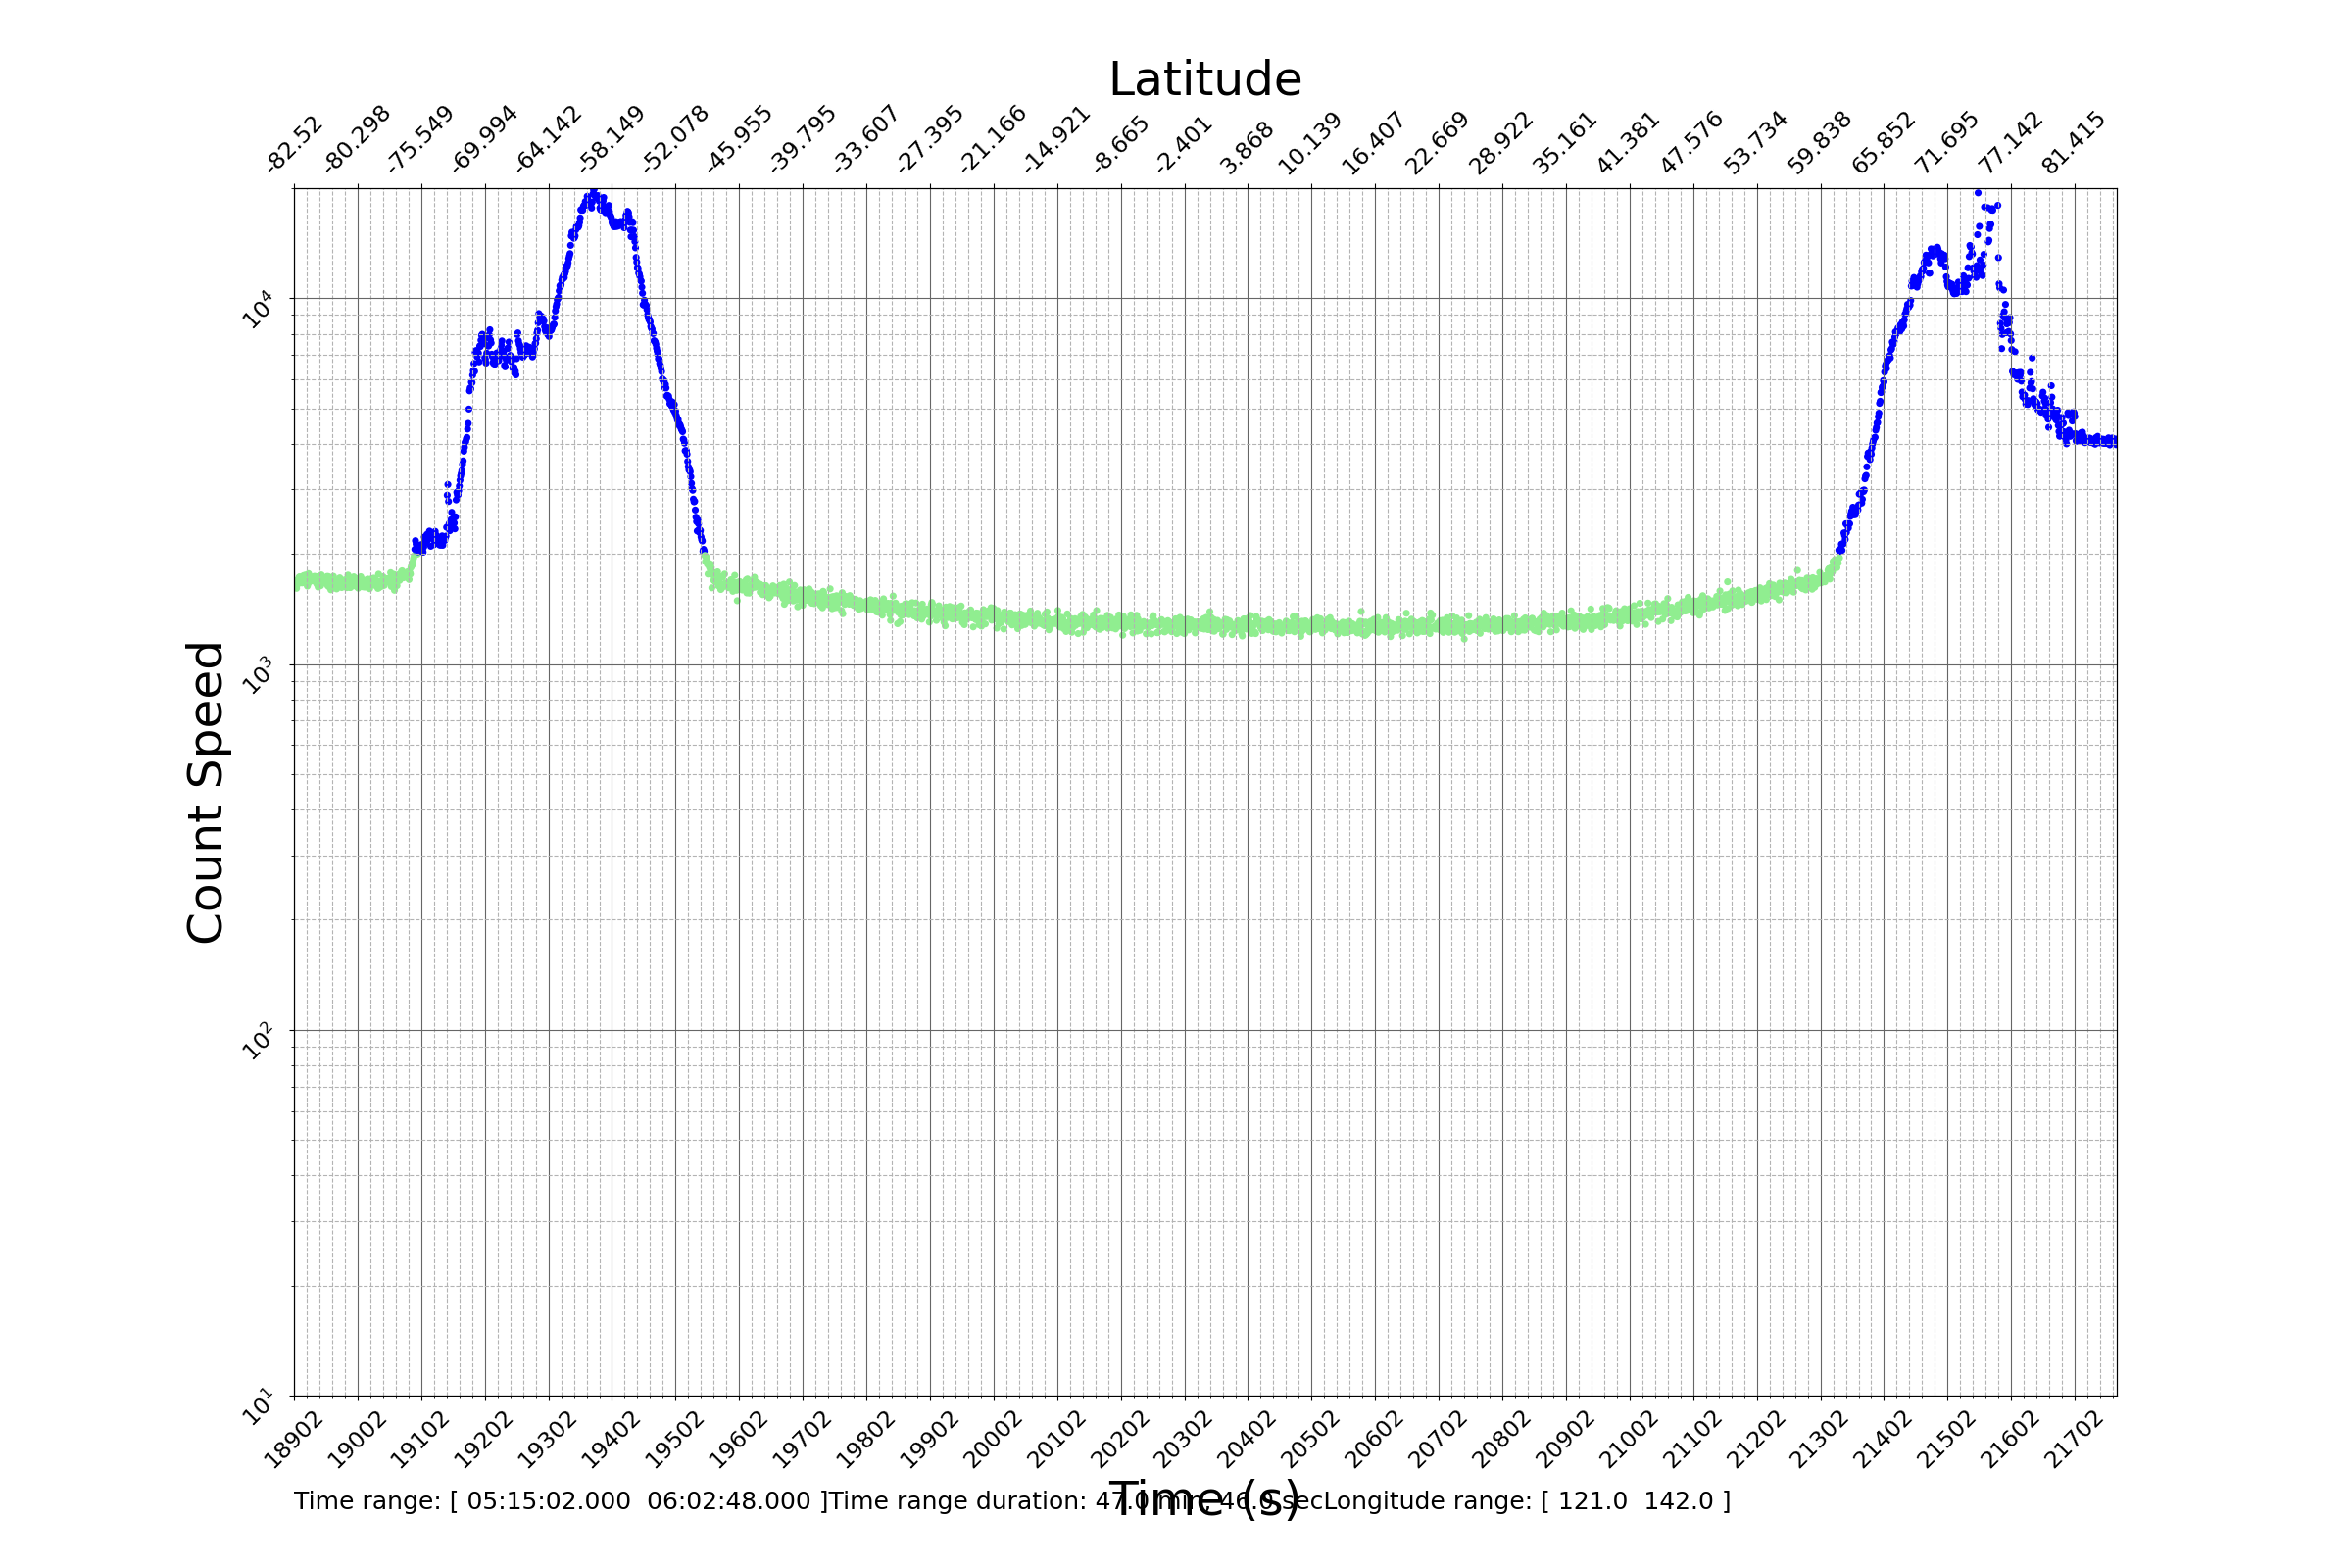 Latitude
-82.52 -80.298 -75.549 -69.994 -64.142 -58.149 -52.078 -45.955 -39.795 -33.607 -27.395 -21.166 -14.921 -8.665 -2.401 3.868 10.139 16.407 22.669 28.922 35.161 41.381 47.576 53.734 59.838 65.852 71.695 77.142 81.415
10⁴
10³
Count Speed
10²
10¹
18902 19002 19102 19202 19302 19402 19502 19602 19702 19802 19902 20002 20102 20202 20302 20402 20502 20602 20702 20802 20902 21002 21102 21202 21302 21402 21502 21602 21702
Time (s)
Time range: [ 05:15:02.000  06:02:48.000 ]Time range duration: 47.0 min, 46.0 secLongitude range: [ 121.0  142.0 ]